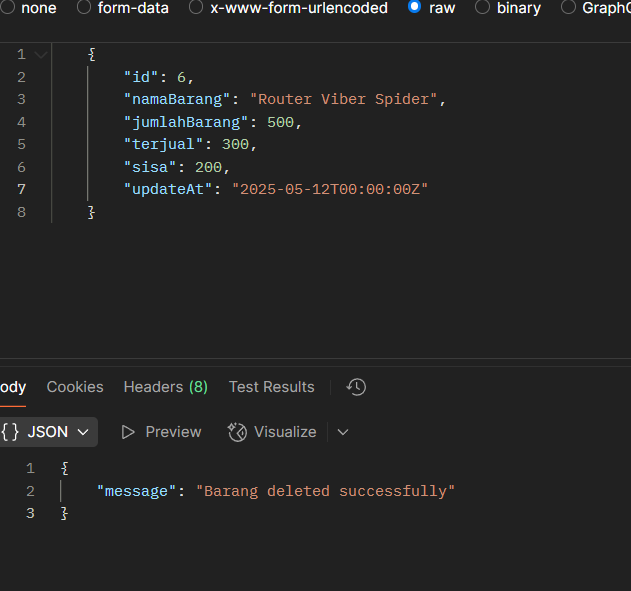 none form-data x-www-form-urlencoded raw binary GraphQ
1 {
2 "id": 6,
3 "namaBarang": "Router Viber Spider",
4 "jumlahBarang": 500,
5 "terjual": 300,
6 "sisa": 200,
7 "updateAt": "2025-05-12T00:00:00Z"
8 }
ody Cookies Headers (8) Test Results
{} JSON Preview Visualize
1 {
2 "message": "Barang deleted successfully"
3 }